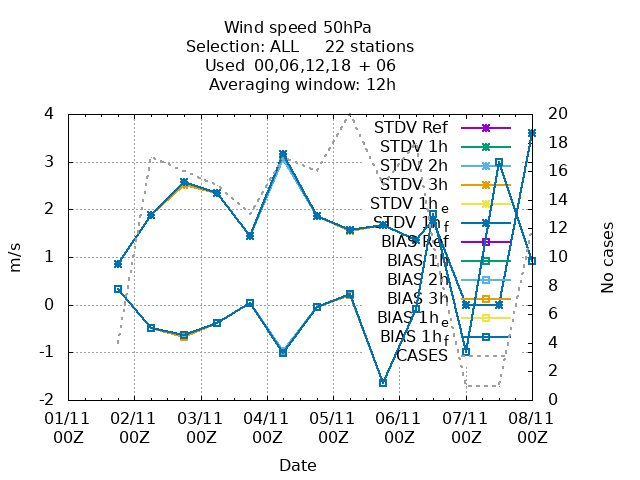 Wind speed 50hPa
Selection: ALL 22 stations
Used 00,06,12,18 + 06
Averaging window: 12h
4
3
2
1
0
-1
-2
m/s
20
18
16
14
12
10
8
6
4
2
0
No cases
STDV Ref
STDV 1h
STDV 2h
STDV 3h
STDV 1h e
STDV 1h f
BIAS Ref
BIAS 1h
BIAS 2h
BIAS 3h
BIAS 1h e
BIAS 1h f
CASES
01/11 02/11 03/11 04/11 05/11 06/11 07/11 08/11
00Z 00Z 00Z 00Z 00Z 00Z 00Z 00Z
Date